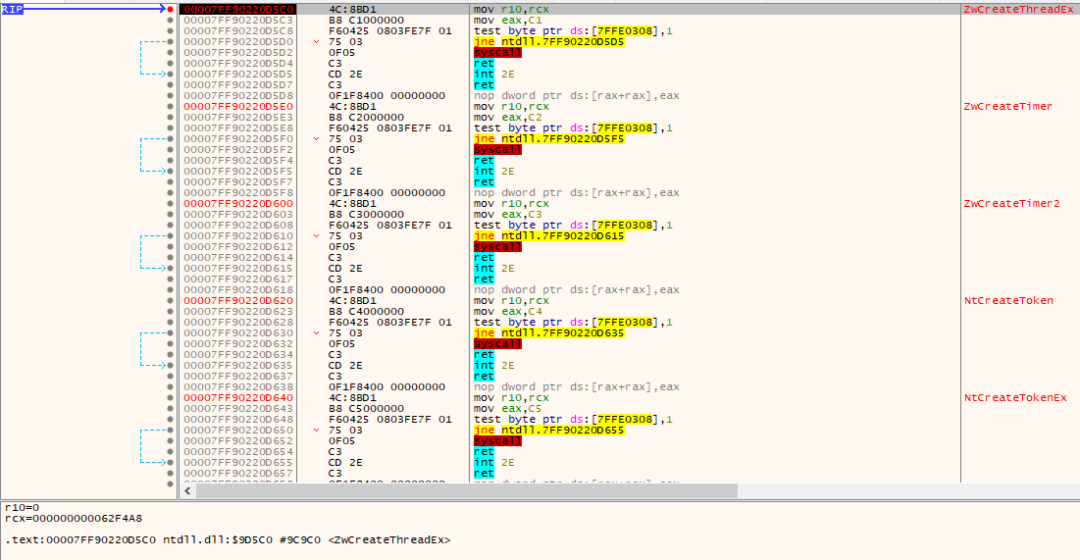 RIP 00007FF90220D5C0 4C:8BD1 mov r10,rcx ZwCreateThreadEx
00007FF90220D5C3 B8 C1000000 mov eax,C1
00007FF90220D5C8 F60425 0803FE7F 01 test byte ptr ds:[7FFE0308],1
00007FF90220D5D0 75 03 jne ntdll.7FF90220D5D5
00007FF90220D5D2 0F05 syscall
00007FF90220D5D4 C3 ret
00007FF90220D5D5 CD 2E int 2E
00007FF90220D5D7 C3 ret
00007FF90220D5D8 0F1F8400 00000000 nop dword ptr ds:[rax+rax],eax
00007FF90220D5E0 4C:8BD1 mov r10,rcx ZwCreateTimer
00007FF90220D5E3 B8 C2000000 mov eax,C2
00007FF90220D5E8 F60425 0803FE7F 01 test byte ptr ds:[7FFE0308],1
00007FF90220D5F0 75 03 jne ntdll.7FF90220D5F5
00007FF90220D5F2 0F05 syscall
00007FF90220D5F4 C3 ret
00007FF90220D5F5 CD 2E int 2E
00007FF90220D5F7 C3 ret
00007FF90220D5F8 0F1F8400 00000000 nop dword ptr ds:[rax+rax],eax
00007FF90220D600 4C:8BD1 mov r10,rcx ZwCreateTimer2
00007FF90220D603 B8 C3000000 mov eax,C3
00007FF90220D608 F60425 0803FE7F 01 test byte ptr ds:[7FFE0308],1
00007FF90220D610 75 03 jne ntdll.7FF90220D615
00007FF90220D612 0F05 syscall
00007FF90220D614 C3 ret
00007FF90220D615 CD 2E int 2E
00007FF90220D617 C3 ret
00007FF90220D618 0F1F8400 00000000 nop dword ptr ds:[rax+rax],eax
00007FF90220D620 4C:8BD1 mov r10,rcx NtCreateToken
00007FF90220D623 B8 C4000000 mov eax,C4
00007FF90220D628 F60425 0803FE7F 01 test byte ptr ds:[7FFE0308],1
00007FF90220D630 75 03 jne ntdll.7FF90220D635
00007FF90220D632 0F05 syscall
00007FF90220D634 C3 ret
00007FF90220D635 CD 2E int 2E
00007FF90220D637 C3 ret
00007FF90220D638 0F1F8400 00000000 nop dword ptr ds:[rax+rax],eax
00007FF90220D640 4C:8BD1 mov r10,rcx NtCreateTokenEx
00007FF90220D643 B8 C5000000 mov eax,C5
00007FF90220D648 F60425 0803FE7F 01 test byte ptr ds:[7FFE0308],1
00007FF90220D650 75 03 jne ntdll.7FF90220D655
00007FF90220D652 0F05 syscall
00007FF90220D654 C3 ret
00007FF90220D655 CD 2E int 2E
00007FF90220D657 C3 ret
r10=0
rcx=000000000062F4A8
.text:00007FF90220D5C0 ntdll.dll:$9D5C0 #9C9C0 <ZwCreateThreadEx>